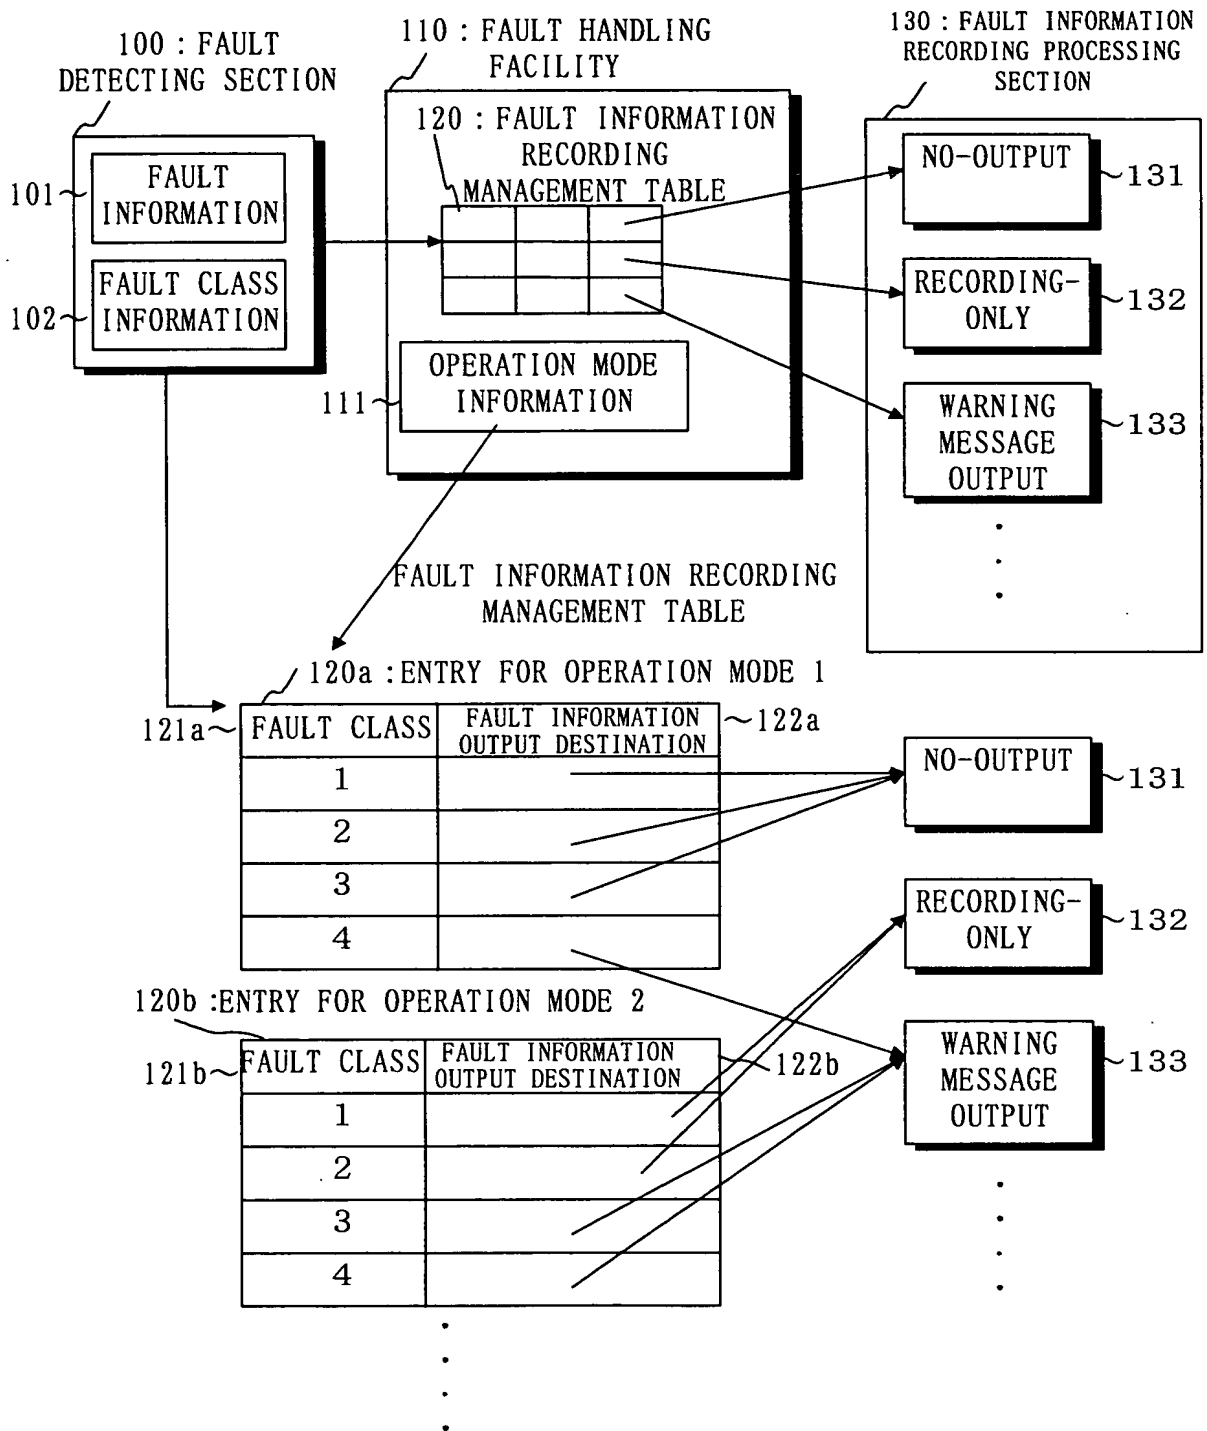 100 : FAULT
DETECTING SECTION
110 : FAULT HANDLING
FACILITY
130 : FAULT INFORMATION
RECORDING PROCESSING
SECTION
101
FAULT
INFORMATION
102
FAULT CLASS
INFORMATION
120 : FAULT INFORMATION
RECORDING
MANAGEMENT TABLE
111
OPERATION MODE
INFORMATION
NO-OUTPUT
131
RECORDING-
ONLY
132
WARNING
MESSAGE
OUTPUT
133
FAULT INFORMATION RECORDING
MANAGEMENT TABLE
120a : ENTRY FOR OPERATION MODE 1
121a
FAULT CLASS
FAULT INFORMATION
OUTPUT DESTINATION
122a
1
2
3
4
NO-OUTPUT
131
RECORDING-
ONLY
132
WARNING
MESSAGE
OUTPUT
133
120b : ENTRY FOR OPERATION MODE 2
121b
FAULT CLASS
FAULT INFORMATION
OUTPUT DESTINATION
122b
1
2
3
4